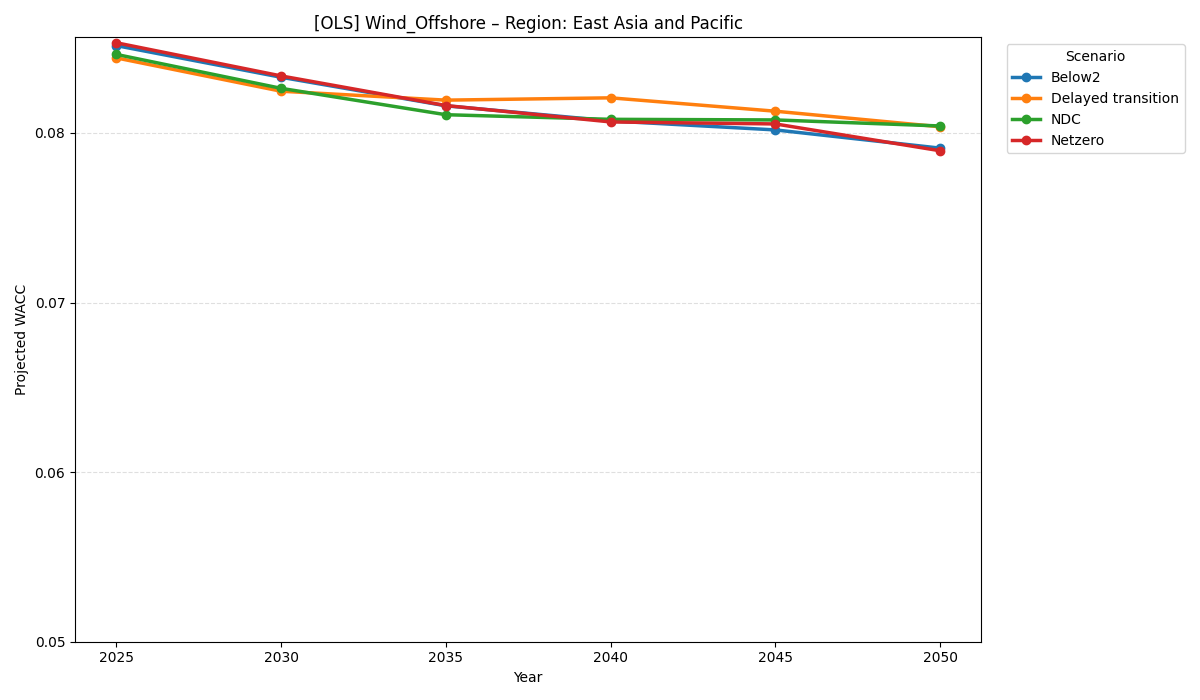 [OLS] Wind_Offshore – Region: East Asia and Pacific
Scenario
Below2
Delayed transition
NDC
Netzero
Projected WACC
0.08
0.07
0.06
0.05
2025
2030
2035
2040
2045
2050
Year